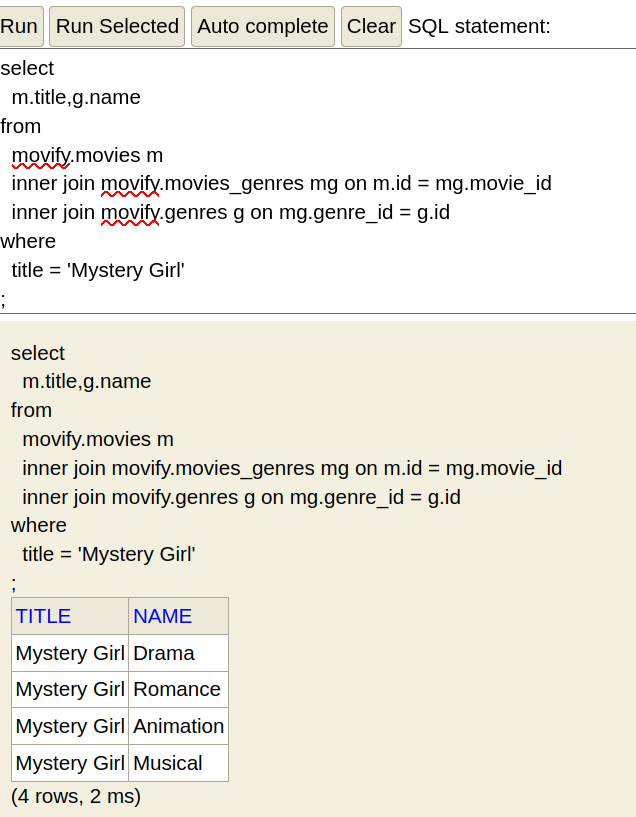 Run Run Selected Auto complete Clear SQL statement:
select
  m.title,g.name
from
  movify.movies m
  inner join movify.movies_genres mg on m.id = mg.movie_id
  inner join movify.genres g on mg.genre_id = g.id
where
  title = 'Mystery Girl'
;
select
  m.title,g.name
from
  movify.movies m
  inner join movify.movies_genres mg on m.id = mg.movie_id
  inner join movify.genres g on mg.genre_id = g.id
where
  title = 'Mystery Girl'
;
TITLE NAME
Mystery Girl Drama
Mystery Girl Romance
Mystery Girl Animation
Mystery Girl Musical
(4 rows, 2 ms)